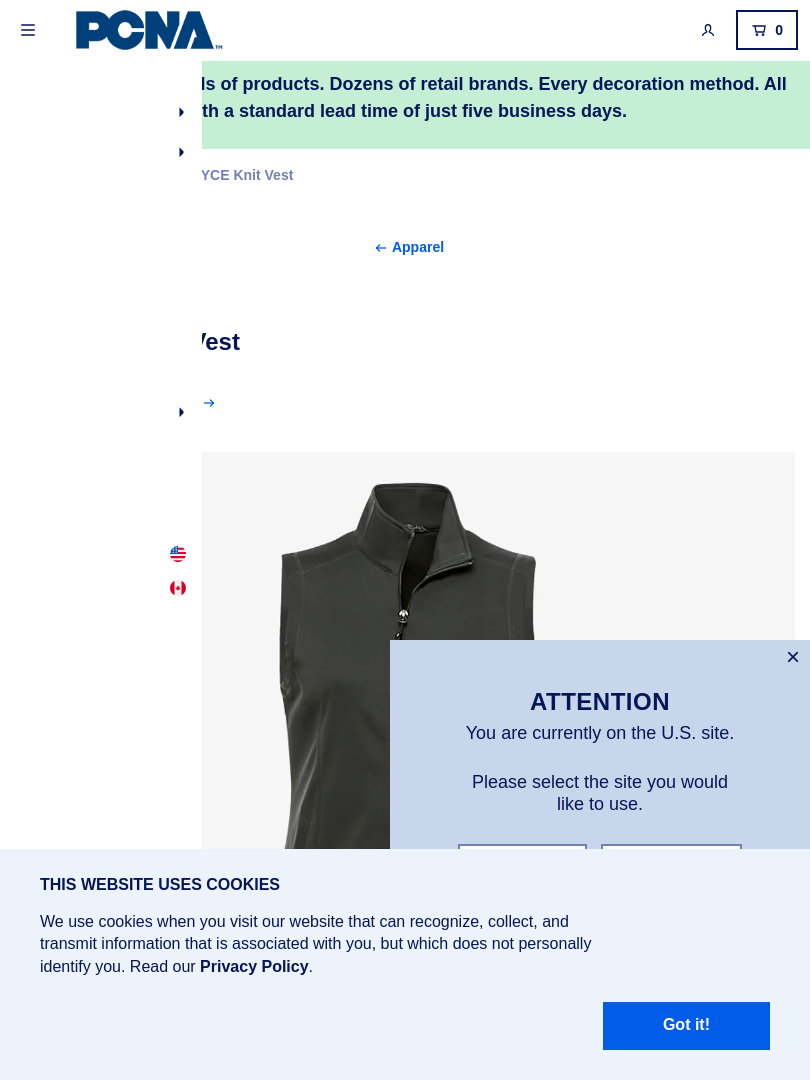 PCNA™
0
of products. Dozens of retail brands. Every decoration method. All
a standard lead time of just five business days.
Knit Vest
← Apparel
Vest
→
ATTENTION
You are currently on the U.S. site.
Please select the site you would
like to use.
THIS WEBSITE USES COOKIES
We use cookies when you visit our website that can recognize, collect, and
transmit information that is associated with you, but which does not personally
identify you. Read our Privacy Policy.
Got it!